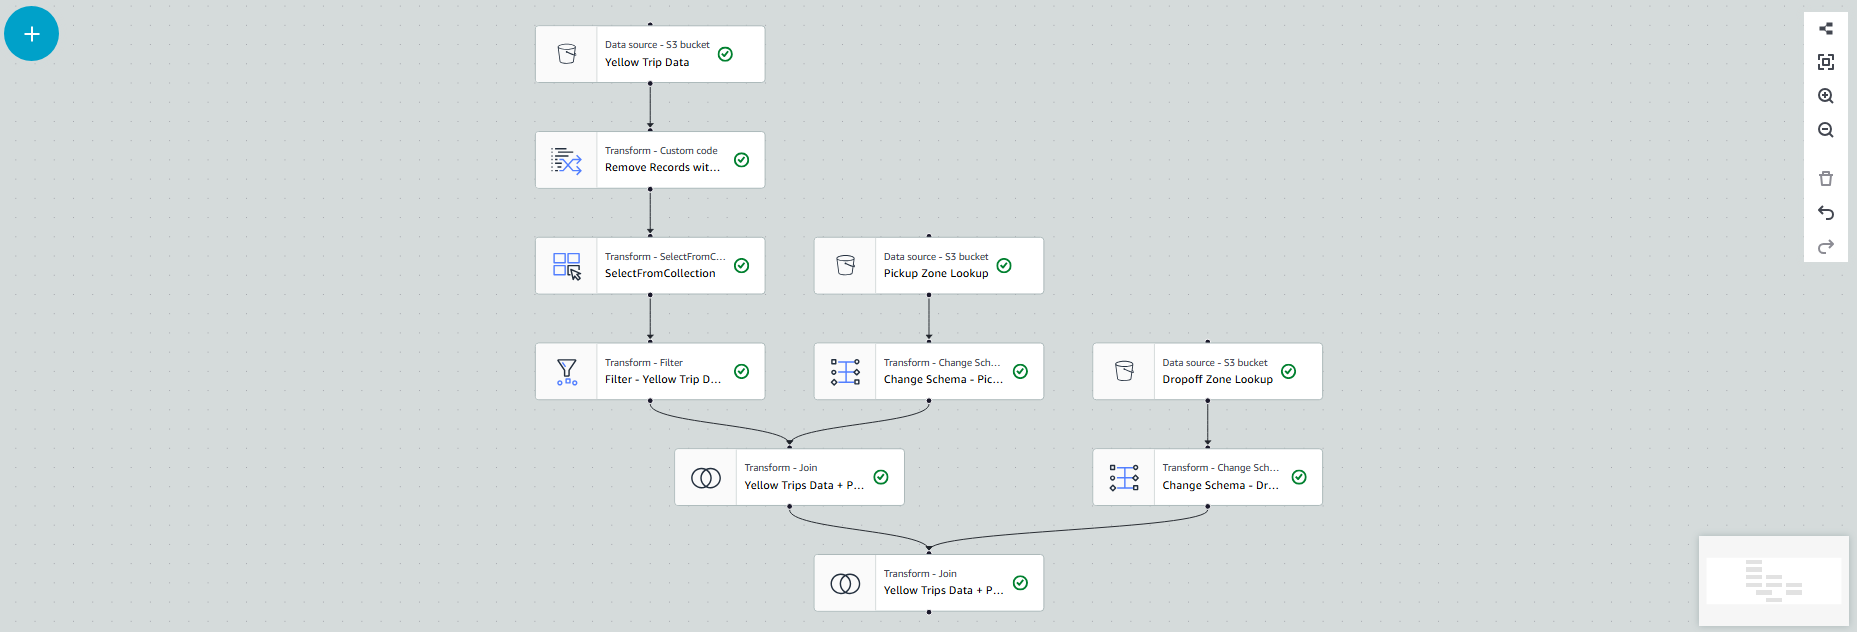 Data source - S3 bucket
Yellow Trip Data
Transform - Custom code
Remove Records wit...
Transform - SelectFromC...
SelectFromCollection
Data source - S3 bucket
Pickup Zone Lookup
Transform - Filter
Filter - Yellow Trip D...
Transform - Change Sch...
Change Schema - Pic...
Data source - S3 bucket
Dropoff Zone Lookup
Transform - Join
Yellow Trips Data + P...
Transform - Change Sch...
Change Schema - Dr...
Transform - Join
Yellow Trips Data + P...